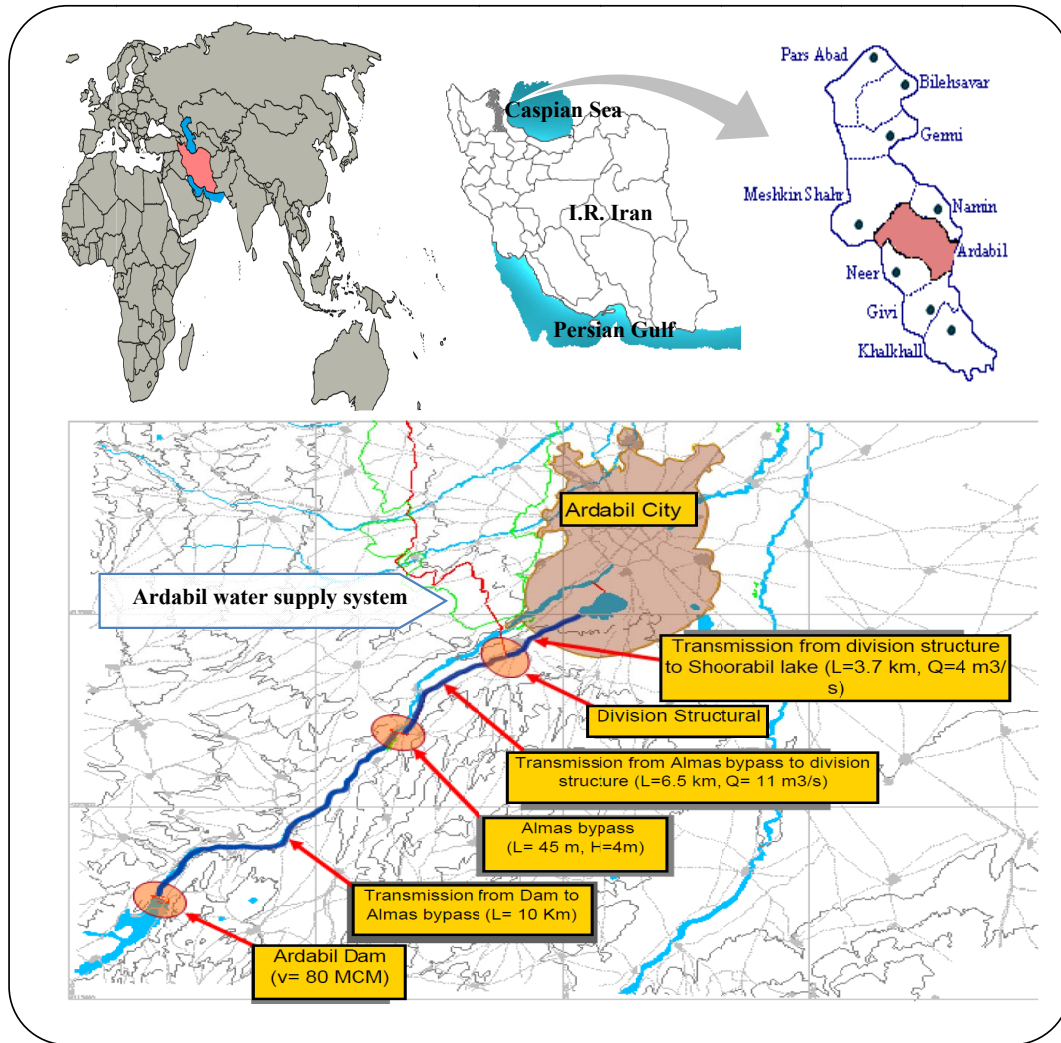 Caspian Sea
I.R. Iran
Persian Gulf
Pars Abad
Bilehsavar
Germi
Meshkin Shahr
Namin
Ardabil
Neer
Givi
Khalkhall
Ardabil City
Ardabil water supply system
Transmission from division structure
to Shoorabil lake (L=3.7 km, Q=4 m3/
s)
Division Structural
Transmission from Almas bypass to division
structure (L=6.5 km, Q= 11 m3/s)
Almas bypass
(L= 45 m, H=4m)
Transmission from Dam to
Almas bypass (L= 10 Km)
Ardabil Dam
(v= 80 MCM)